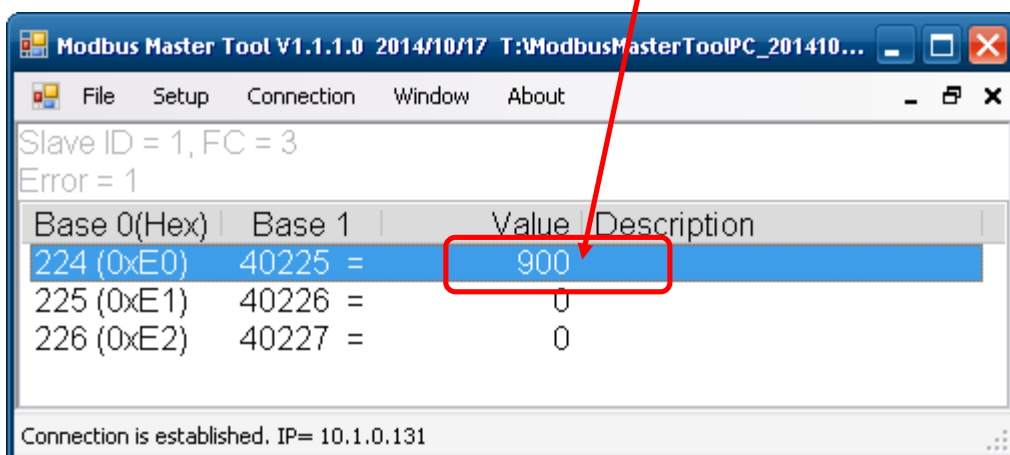 Modbus Master Tool V1.1.1.0 2014/10/17 T:\ModbusMasterToolPC_201410...
File Setup Connection Window About
Slave ID = 1, FC = 3
Error = 1
Base 0(Hex) Base 1 Value Description
224 (0xE0) 40225 = 900
225 (0xE1) 40226 = 0
226 (0xE2) 40227 = 0
Connection is established. IP= 10.1.0.131